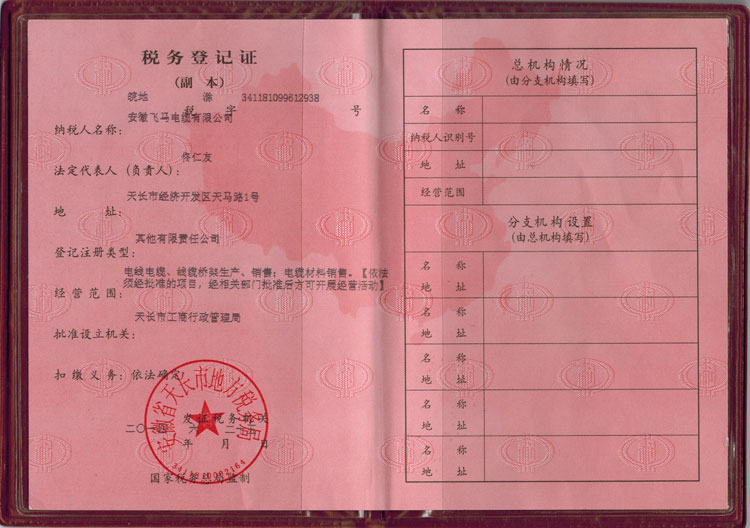 税务登记证
(副 本)
皖地 滁 341181099612938
税 字 号
安徽飞马电缆有限公司
纳税人名称:
佟仁友
法定代表人(负责人):
天长市经济开发区天马路1号
地 址:
其他有限责任公司
登记注册类型:
电线电缆、线缆桥架生产、销售;电缆材料销售。【依法
须经批准的项目,经相关部门批准后方可开展经营活动】
经营范围:
天长市工商行政管理局
批准设立机关:
扣缴义务:依法确定
安徽省天长市地方税务局
发证税务机关
二〇一四 六 二
年 月 日
国家税务总局监制
总机构情况
(由分支机构填写)
名 称
纳税人识别号
地 址
经营范围
分支机构设置
(由总机构填写)
名 称
地 址
名 称
地 址
名 称
地 址
名 称
地 址
名 称
地 址